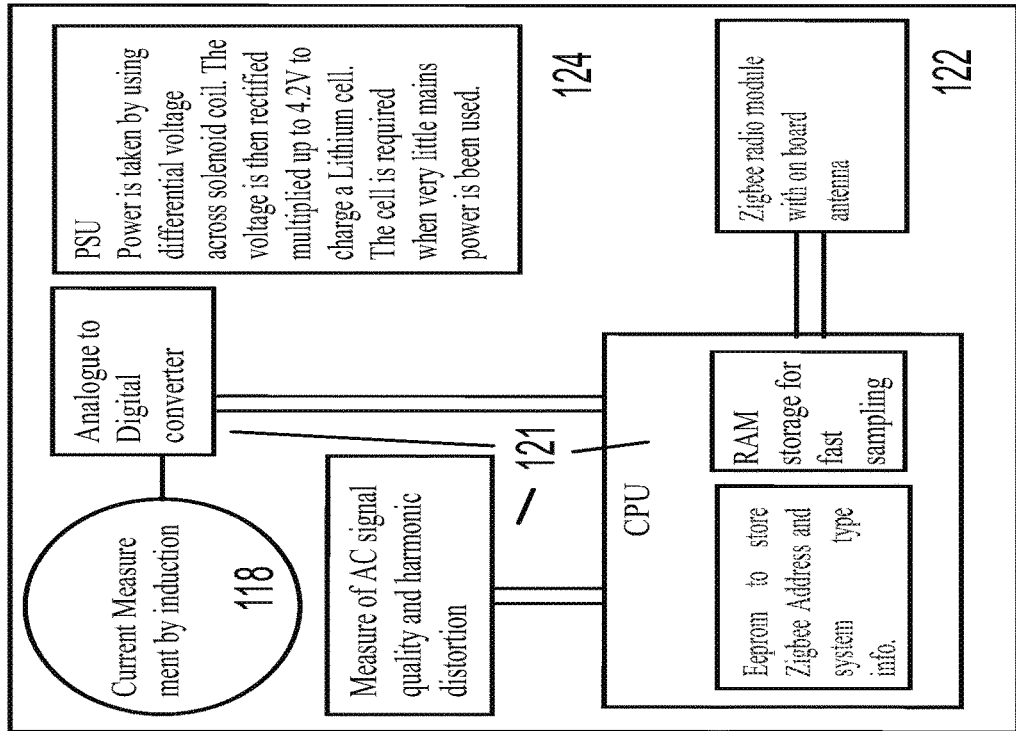 Current Measure
ment by induction
118
Analogue to
Digital
converter
PSU
Power is taken by using
differential voltage
across solenoid coil. The
voltage is then rectified
multiplied up to 4.2V to
charge a Lithium cell.
The cell is required
when very little mains
power is been used.
124
Measure of AC signal
quality and harmonic
distortion
121
CPU
Eeprom to store
Zigbee Address and
system type
info.
RAM
storage for
fast
sampling
Zigbee radio module
with on board
antenna
122